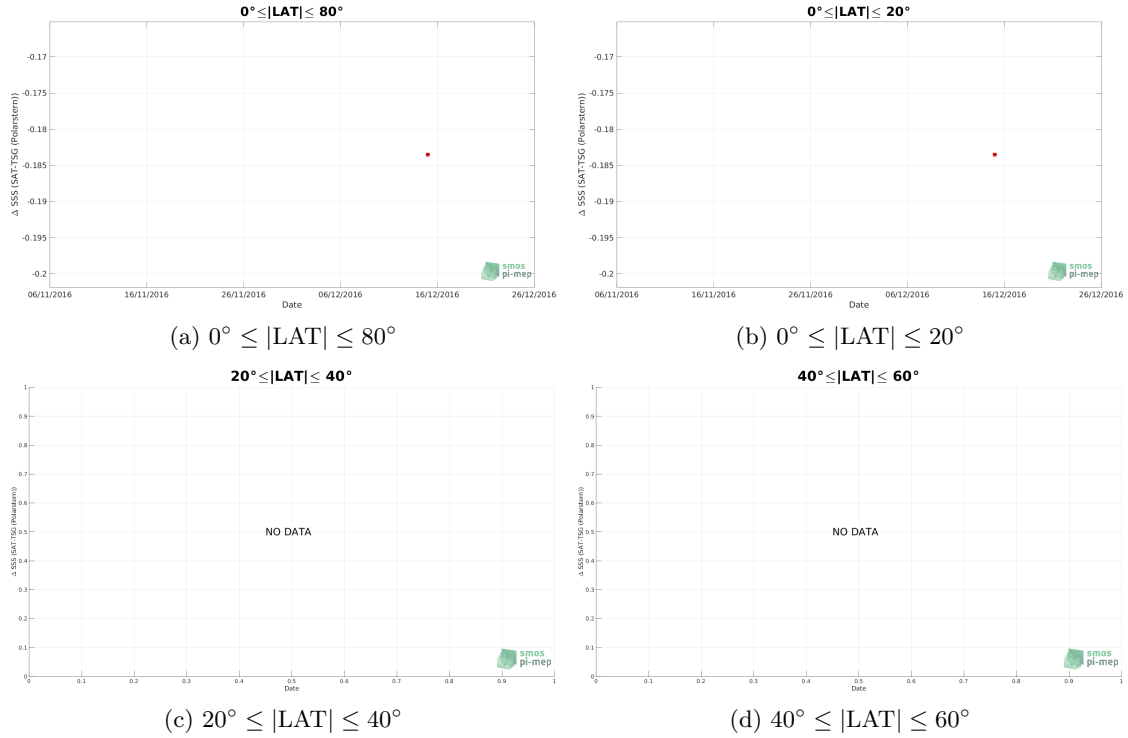 0°≤|LAT|≤ 80°
Δ SSS (SAT-TSG (Polarstern))
-0.17
-0.175
-0.18
-0.185
-0.19
-0.195
-0.2
06/11/2016 16/11/2016 26/11/2016 06/12/2016 16/12/2016 26/12/2016
Date
smos
pi-mep
(a) 0° ≤ |LAT| ≤ 80°
0°≤|LAT|≤ 20°
Δ SSS (SAT-TSG (Polarstern))
-0.17
-0.175
-0.18
-0.185
-0.19
-0.195
-0.2
06/11/2016 16/11/2016 26/11/2016 06/12/2016 16/12/2016 26/12/2016
Date
smos
pi-mep
(b) 0° ≤ |LAT| ≤ 20°
20°≤|LAT|≤ 40°
Δ SSS (SAT-TSG (Polarstern))
1
0.9
0.8
0.7
0.6
0.5
0.4
0.3
0.2
0.1
0
NO DATA
0 0.1 0.2 0.3 0.4 0.5 0.6 0.7 0.8 0.9 1
Date
smos
pi-mep
(c) 20° ≤ |LAT| ≤ 40°
40°≤|LAT|≤ 60°
Δ SSS (SAT-TSG (Polarstern))
1
0.9
0.8
0.7
0.6
0.5
0.4
0.3
0.2
0.1
0
NO DATA
0 0.1 0.2 0.3 0.4 0.5 0.6 0.7 0.8 0.9 1
Date
smos
pi-mep
(d) 40° ≤ |LAT| ≤ 60°